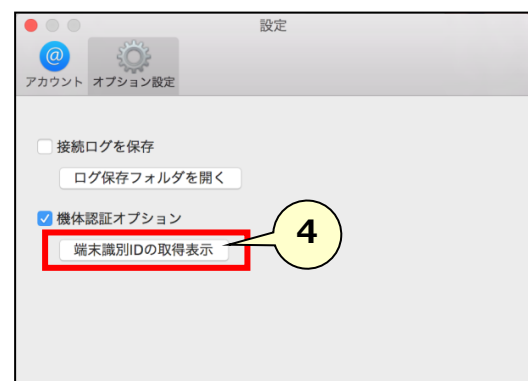 設定
アカウント オプション設定
接続ログを保存
ログ保存フォルダを開く
機体認証オプション
端末識別IDの取得表示
4